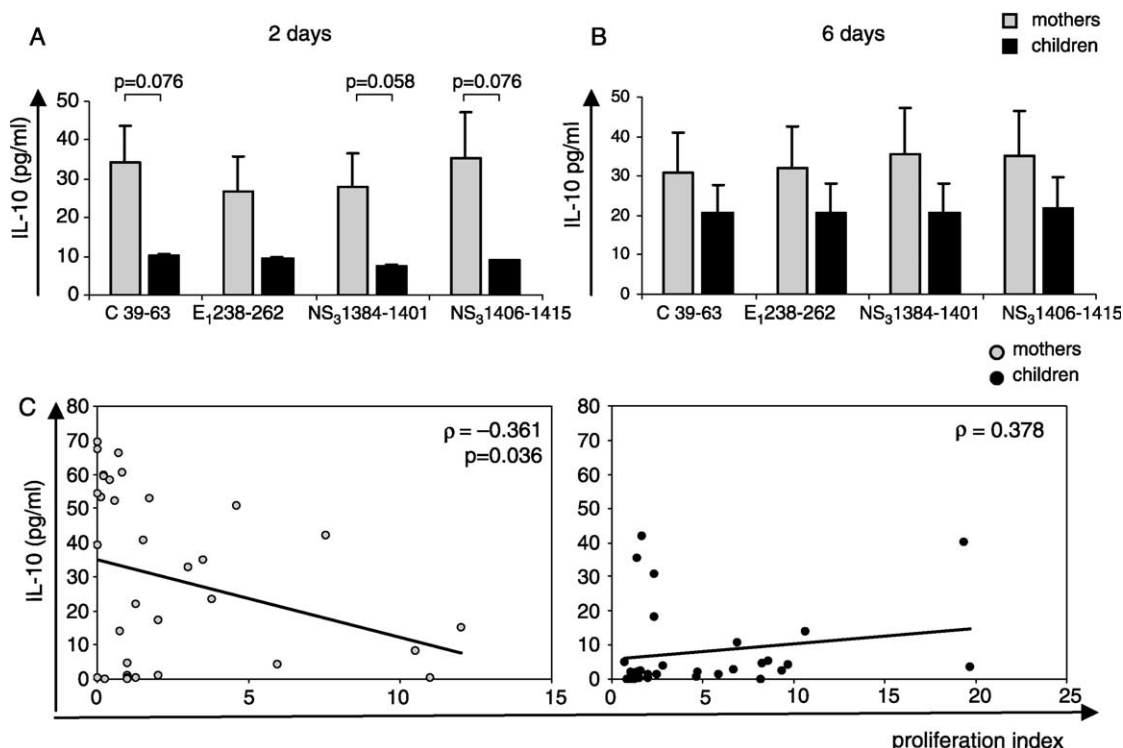 A
2 days
B
6 days
mothers
children
p=0.076
p=0.058
p=0.076
IL-10 (pg/ml)
50
40
30
20
10
0
C 39-63
E₁238-262
NS₃1384-1401
NS₃1406-1415
IL-10 pg/ml)
50
40
30
20
10
0
C 39-63
E₁238-262
NS₃1384-1401
NS₃1406-1415
mothers
children
C
IL-10 (pg/ml)
80
70
60
50
40
30
20
10
0
0
5
10
15
ρ = −0.361
p=0.036
80
70
60
50
40
30
20
10
0
0
5
10
15
20
25
ρ = 0.378
proliferation index